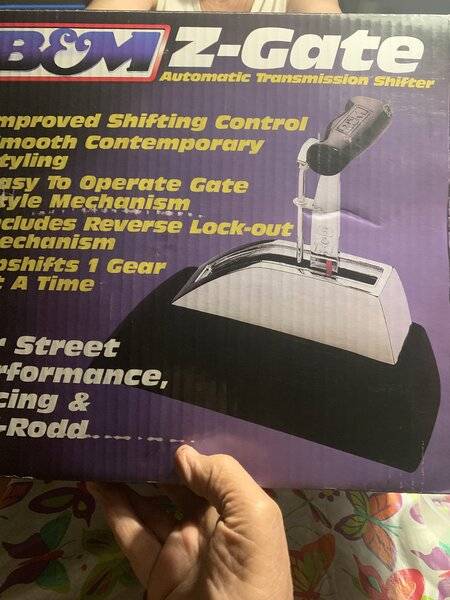 B&M Z-Gate
Automatic Transmission Shifter
mproved Shifting Control
mooth Contemporary
tyling
asy To Operate Gate
tyle Mechanism
ncludes Reverse Lock-out
echanism
pshifts 1 Gear
t A Time
r Street
rformance,
cing &
-Rodd